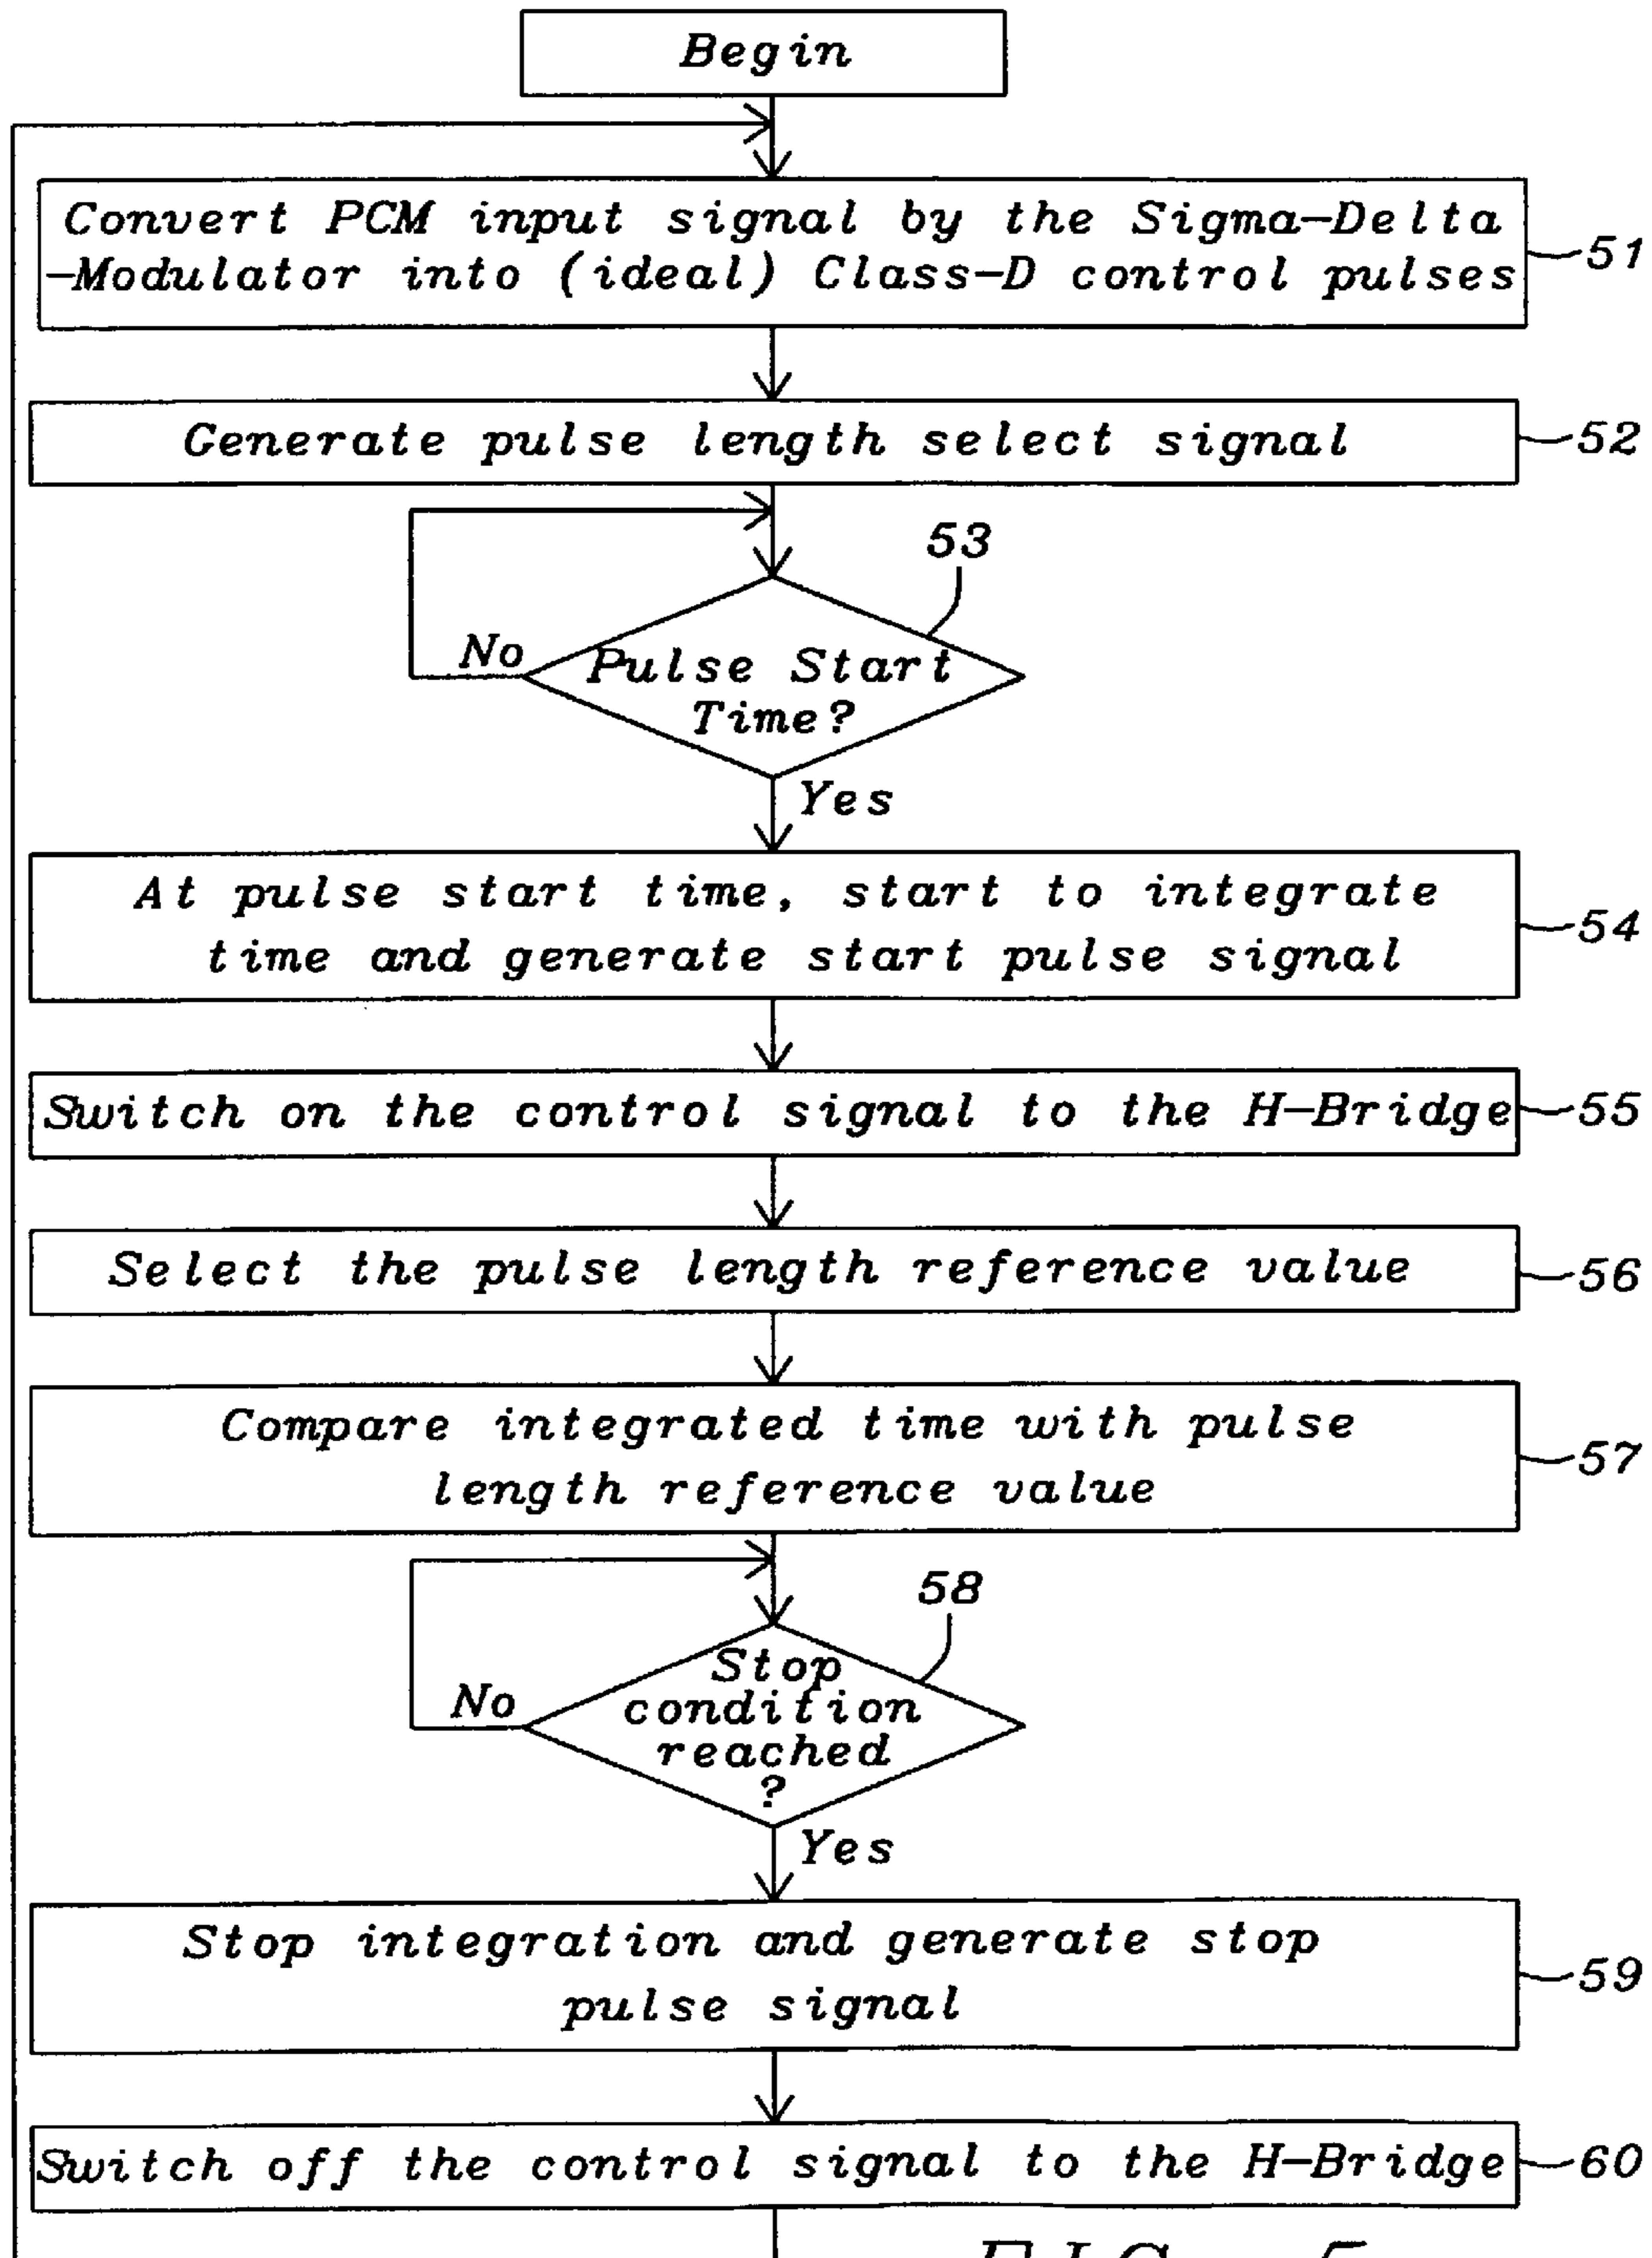 Begin
Convert PCM input signal by the Sigma-Delta
-Modulator into (ideal) Class-D control pulses
51
Generate pulse length select signal
52
53
No
Pulse Start
Time?
Yes
At pulse start time, start to integrate
time and generate start pulse signal
54
Switch on the control signal to the H-Bridge
55
Select the pulse length reference value
56
Compare integrated time with pulse
length reference value
57
58
No
Stop
condition
reached
?
Yes
Stop integration and generate stop
pulse signal
59
Switch off the control signal to the H-Bridge
60